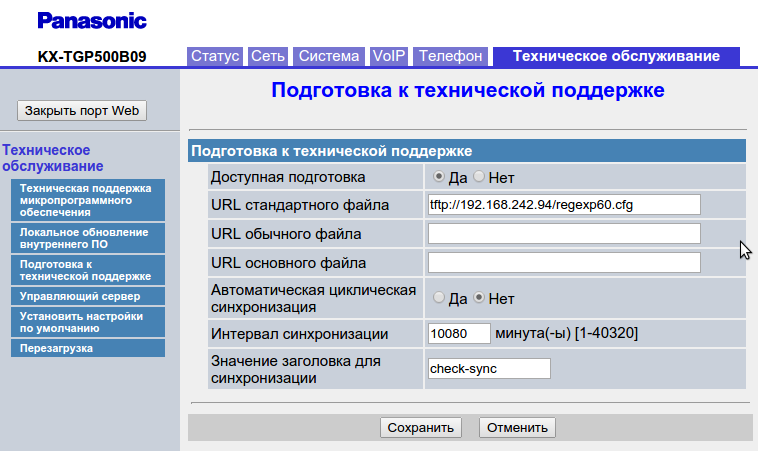 Panasonic
KX-TGP500B09
Статус Сеть Система VoIP Телефон Техническое обслуживание
Закрыть порт Web
Техническое
обслуживание
Техническая поддержка
микропрограммного
обеспечения
Локальное обновление
внутреннего ПО
Подготовка к
технической поддержке
Управляющий сервер
Установить настройки
по умолчанию
Перезагрузка
Подготовка к технической поддержке
Подготовка к технической поддержке
Доступная подготовка Да Нет
URL стандартного файла tftp://192.168.242.94/regexp60.cfg
URL обычного файла
URL основного файла
Автоматическая циклическая
синхронизация Да Нет
Интервал синхронизации 10080 минута(-ы) [1-40320]
Значение заголовка для
синхронизации check-sync
Сохранить Отменить